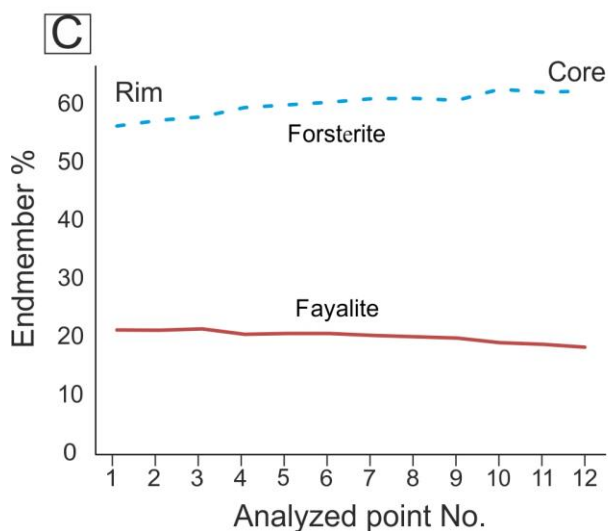 C
Rim
Core
Forsterite
Fayalite
Endmember %
60
50
40
30
20
10
0
1 2 3 4 5 6 7 8 9 10 11 12
Analyzed point No.